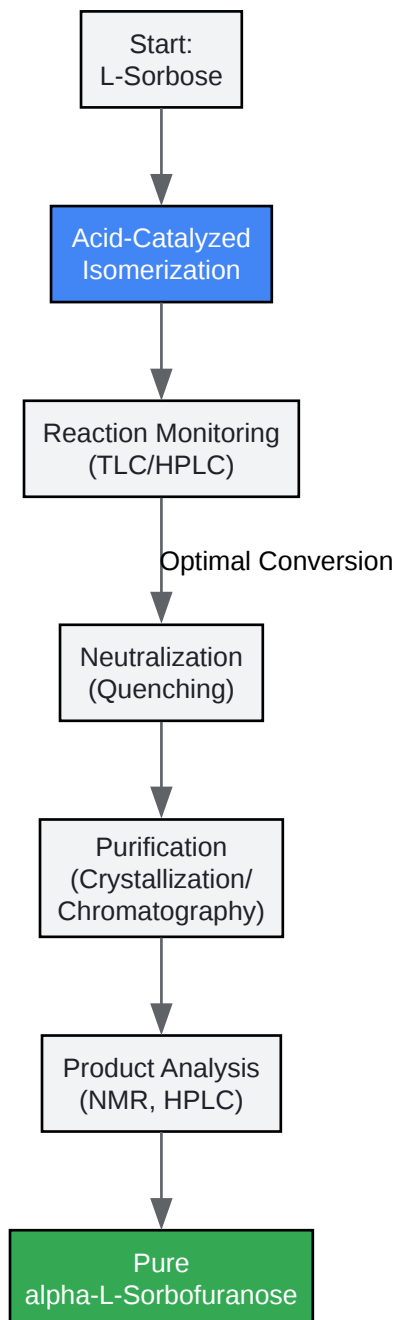 Start:
L-Sorbose
Acid-Catalyzed
Isomerization
Reaction Monitoring
(TLC/HPLC)
Optimal Conversion
Neutralization
(Quenching)
Purification
(Crystallization/
Chromatography)
Product Analysis
(NMR, HPLC)
Pure
alpha-L-Sorbofuranose